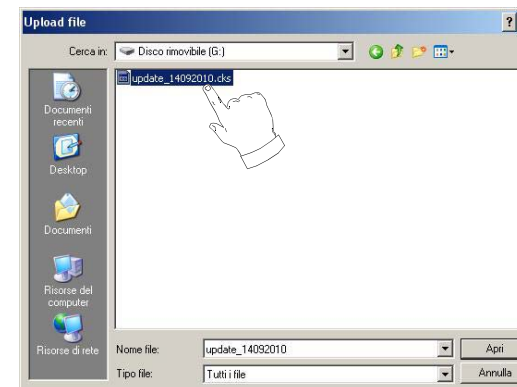 Upload file
?
Cerca in:
Disco rimovibile (G:)
update_14092010.cks
Documenti
recenti
Desktop
Documenti
Risorse del
computer
Risorse di rete
Nome file:
update_14092010
Apri
Tipo file:
Tutti i file
Annulla